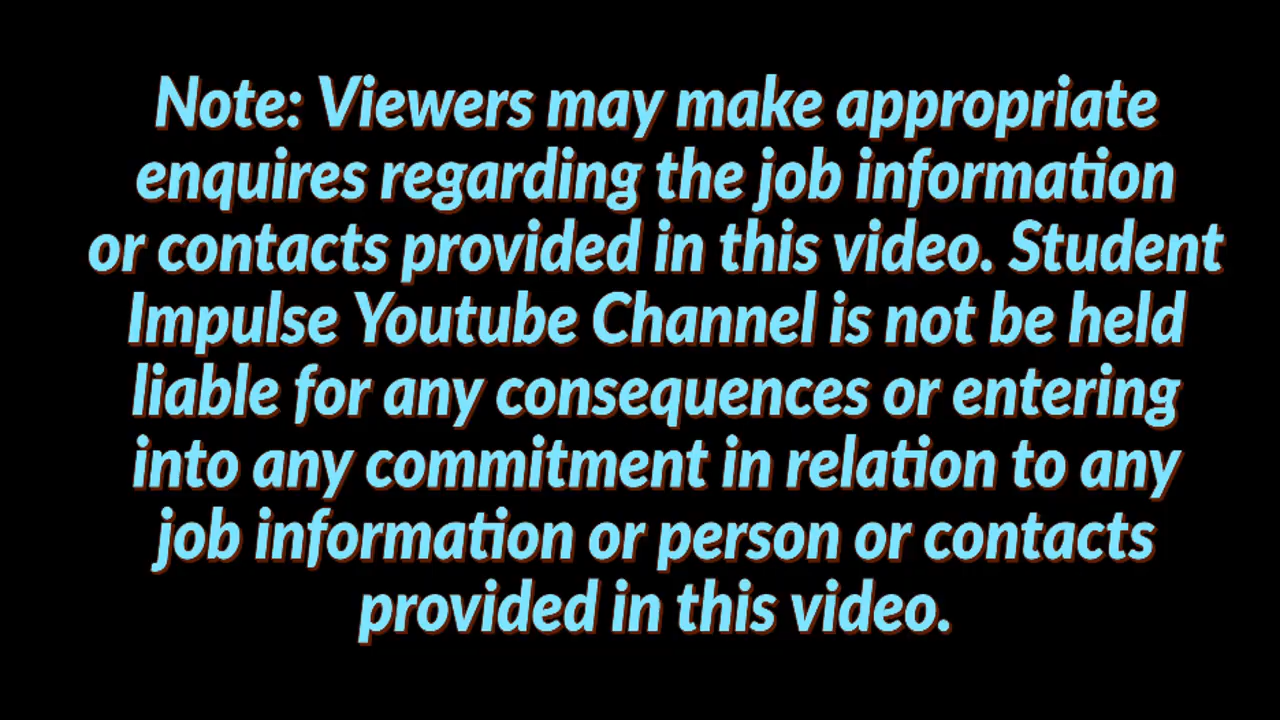 Note: Viewers may make appropriate
enquires regarding the job information
or contacts provided in this video. Student
Impulse Youtube Channel is not be held
liable for any consequences or entering
into any commitment in relation to any
job information or person or contacts
provided in this video.